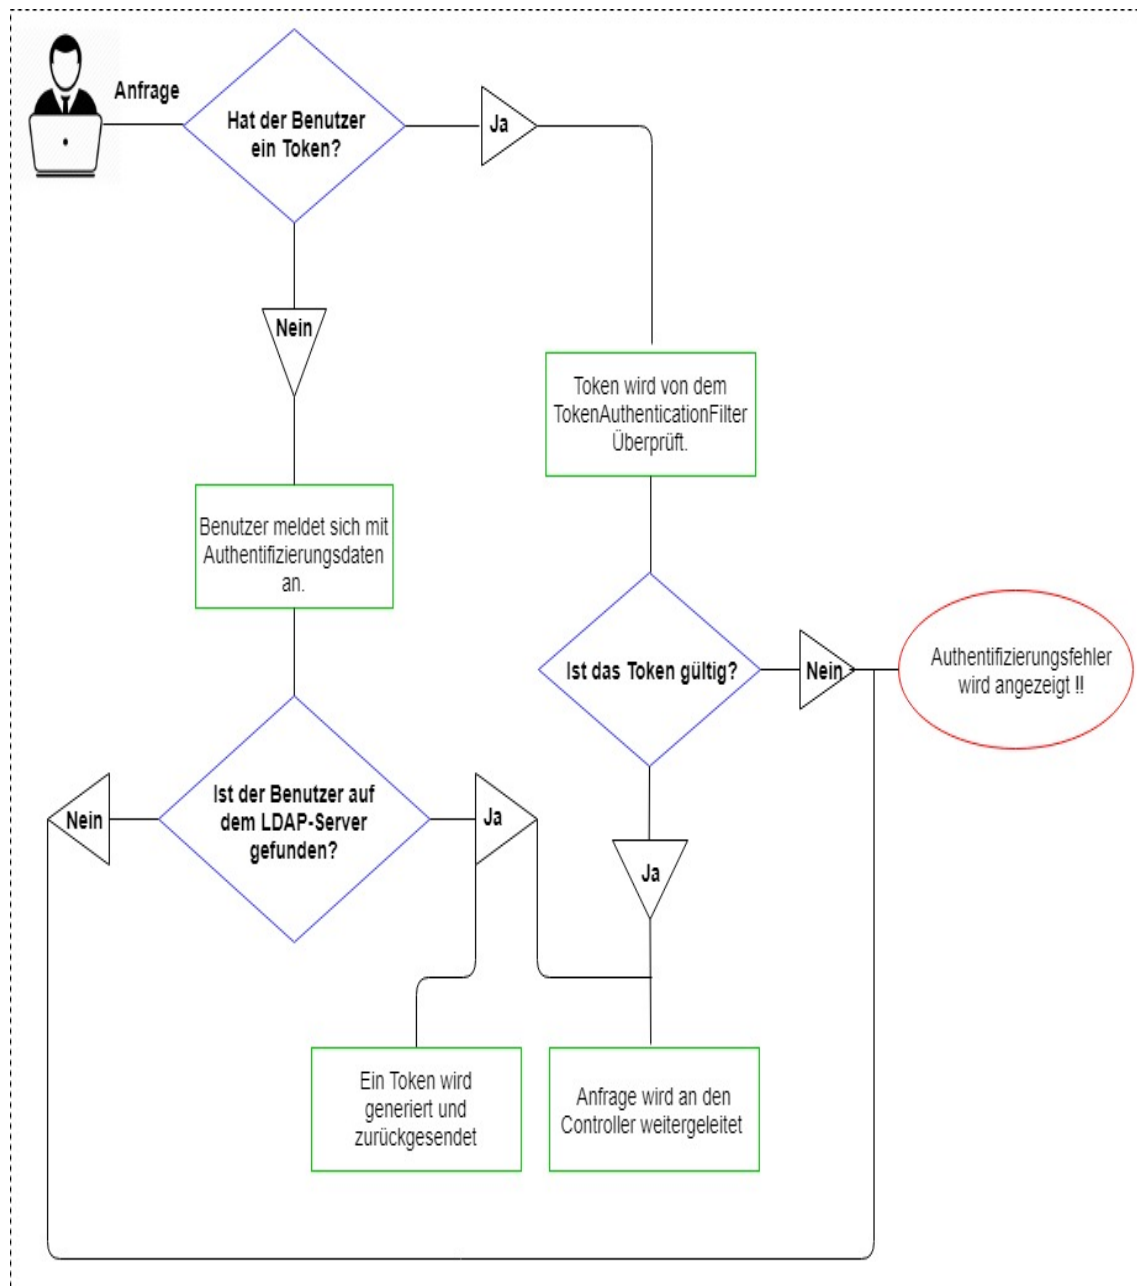 Anfrage
Hat der Benutzer
ein Token?
Ja
Nein
Token wird von dem
TokenAuthenticationFilter
Überprüft.
Benutzer meldet sich mit
Authentifizierungsdaten
an.
Ist das Token gültig?
Nein
Authentifizierungsfehler
wird angezeigt !!
Nein
Ist der Benutzer auf
dem LDAP-Server
gefunden?
Ja
Ja
Ein Token wird
generiert und
zurückgesendet
Anfrage wird an den
Controller weitergeleitet